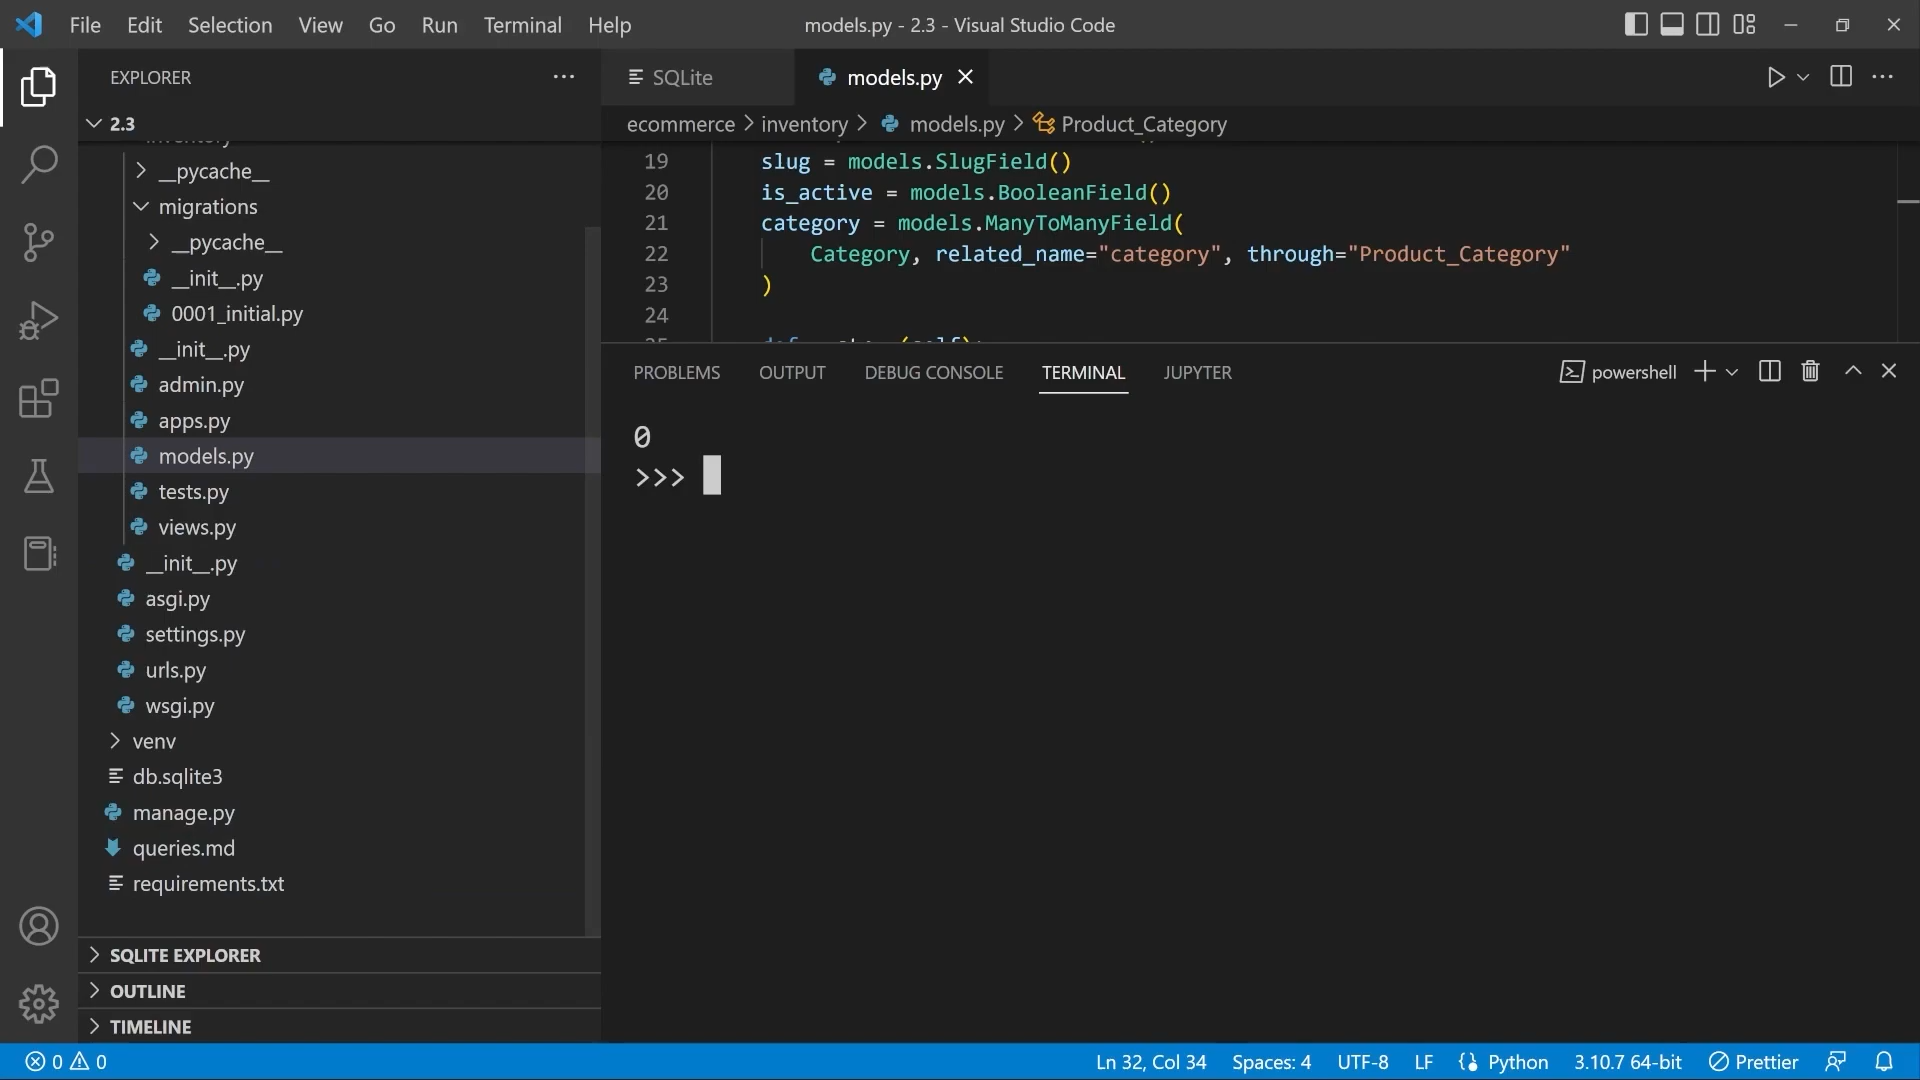 File Edit Selection View Go Run Terminal Help models.py - 2.3 - Visual Studio Code
EXPLORER
2.3
inventory
__pycache__
migrations
__pycache__
__init__.py
0001_initial.py
__init__.py
admin.py
apps.py
models.py
tests.py
views.py
__init__.py
asgi.py
settings.py
urls.py
wsgi.py
venv
db.sqlite3
manage.py
queries.md
requirements.txt
SQLITE EXPLORER
OUTLINE
TIMELINE
SQLite models.py
ecommerce > inventory > models.py > Product_Category
19 slug = models.SlugField()
20 is_active = models.BooleanField()
21 category = models.ManyToManyField(
22 Category, related_name="category", through="Product_Category"
23 )
24
PROBLEMS OUTPUT DEBUG CONSOLE TERMINAL JUPYTER powershell
0
>>>
0 0 Ln 32, Col 34 Spaces: 4 UTF-8 LF Python 3.10.7 64-bit Prettier